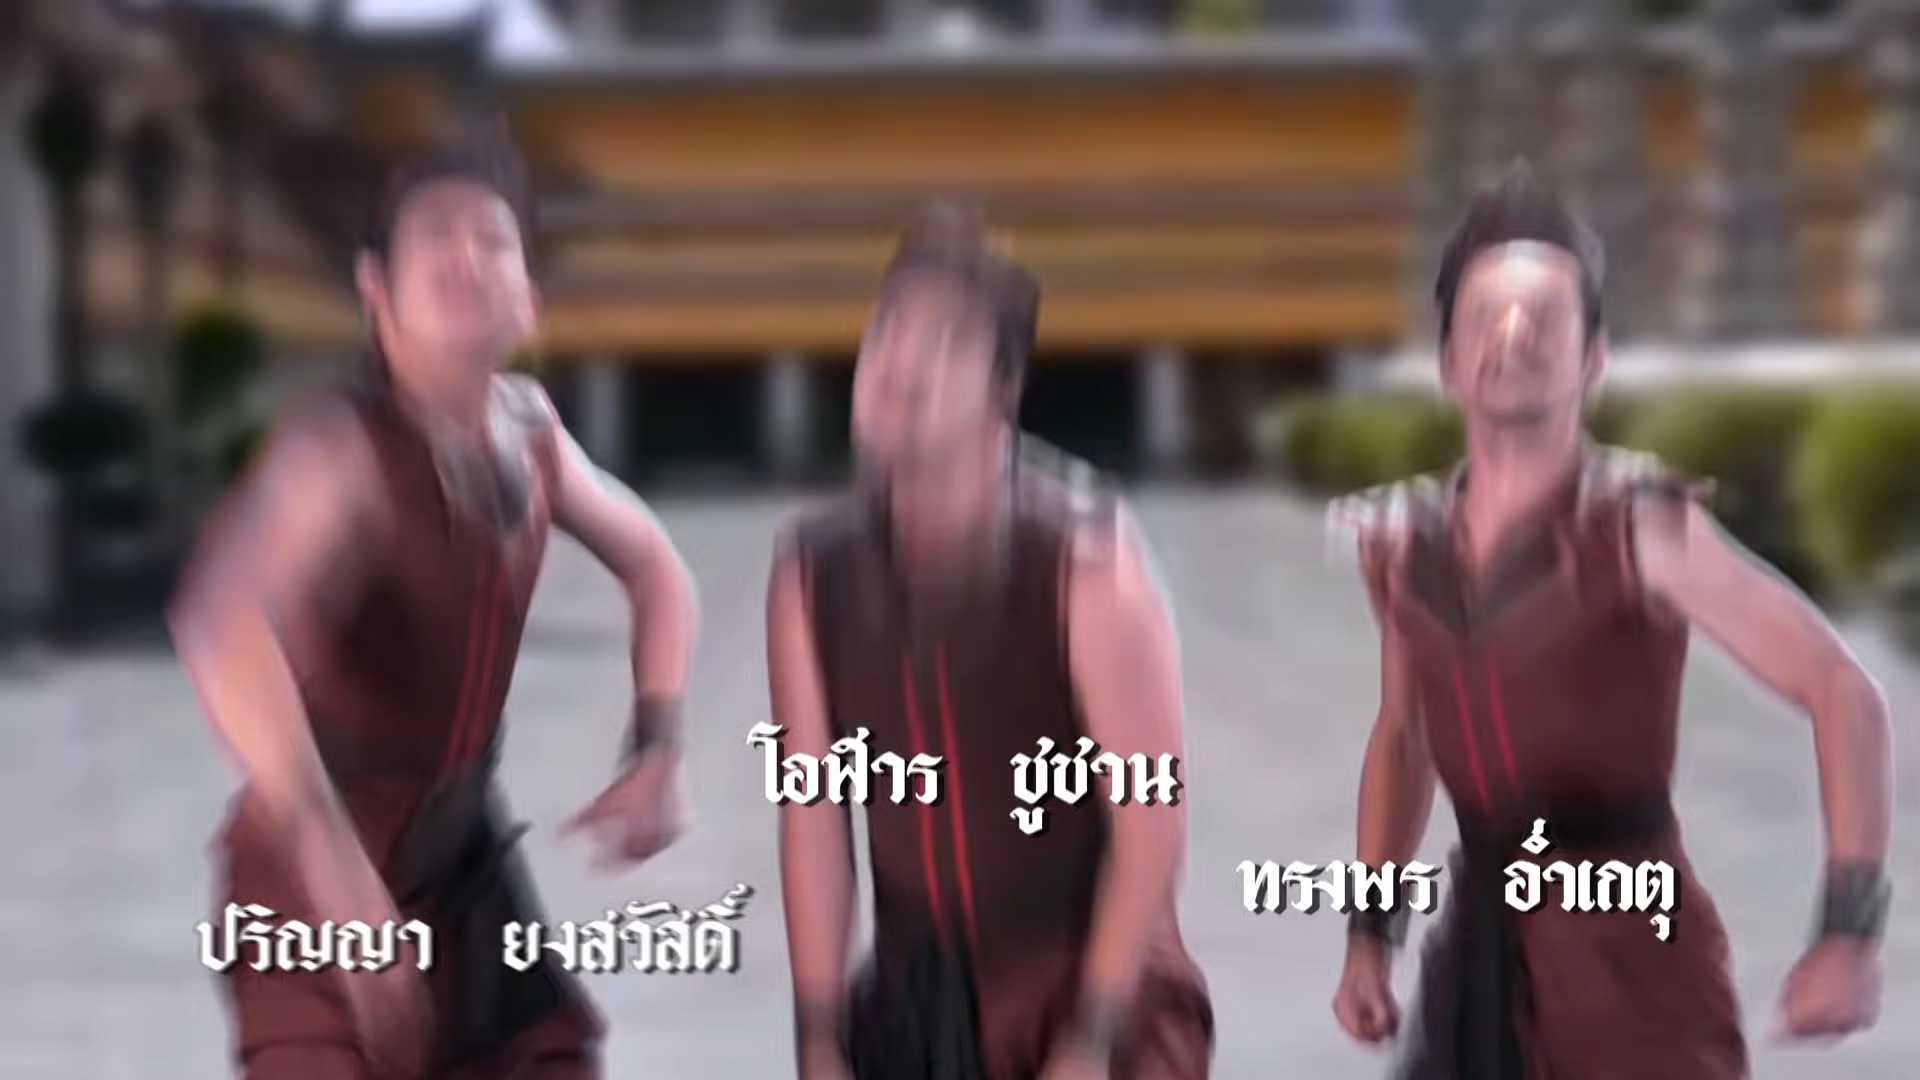 โอฬาร ชูชาน
ทรงพร อ่ำเกตุ
ปริญญา ยงสวัสดิ์